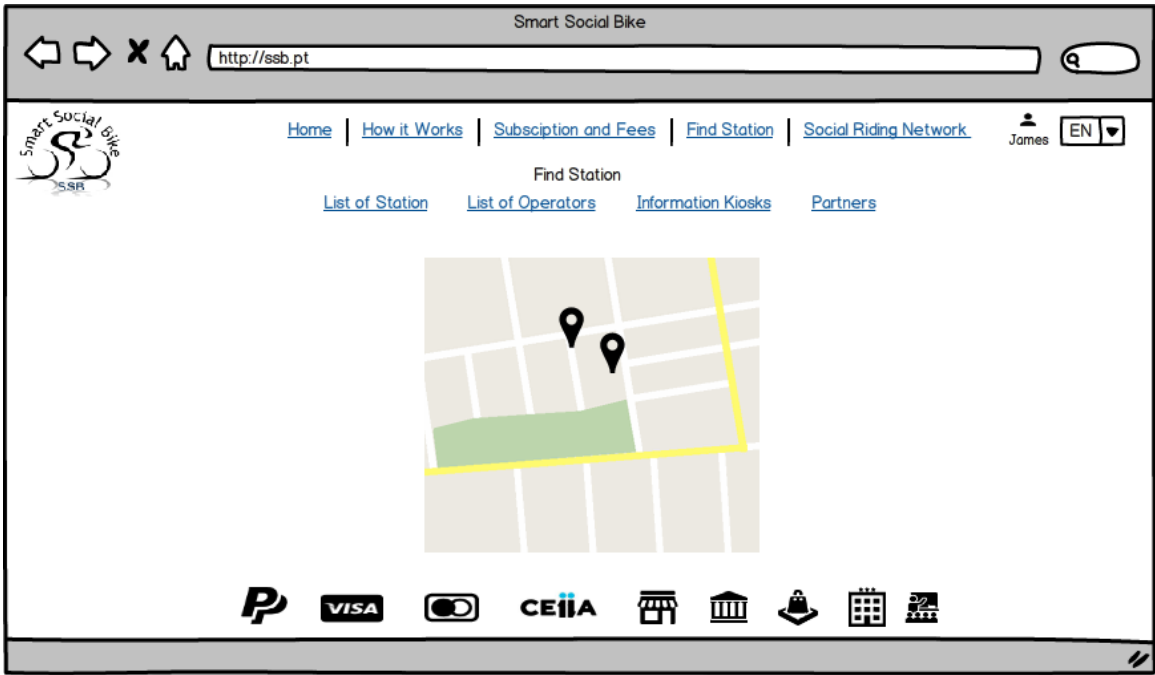 Smart Social Bike
http://ssb.pt
Smart Social Bike
SSB
Home How it Works Subsciption and Fees Find Station Social Riding Network
James
EN
Find Station
List of Station List of Operators Information Kiosks Partners
VISA
CEiiA